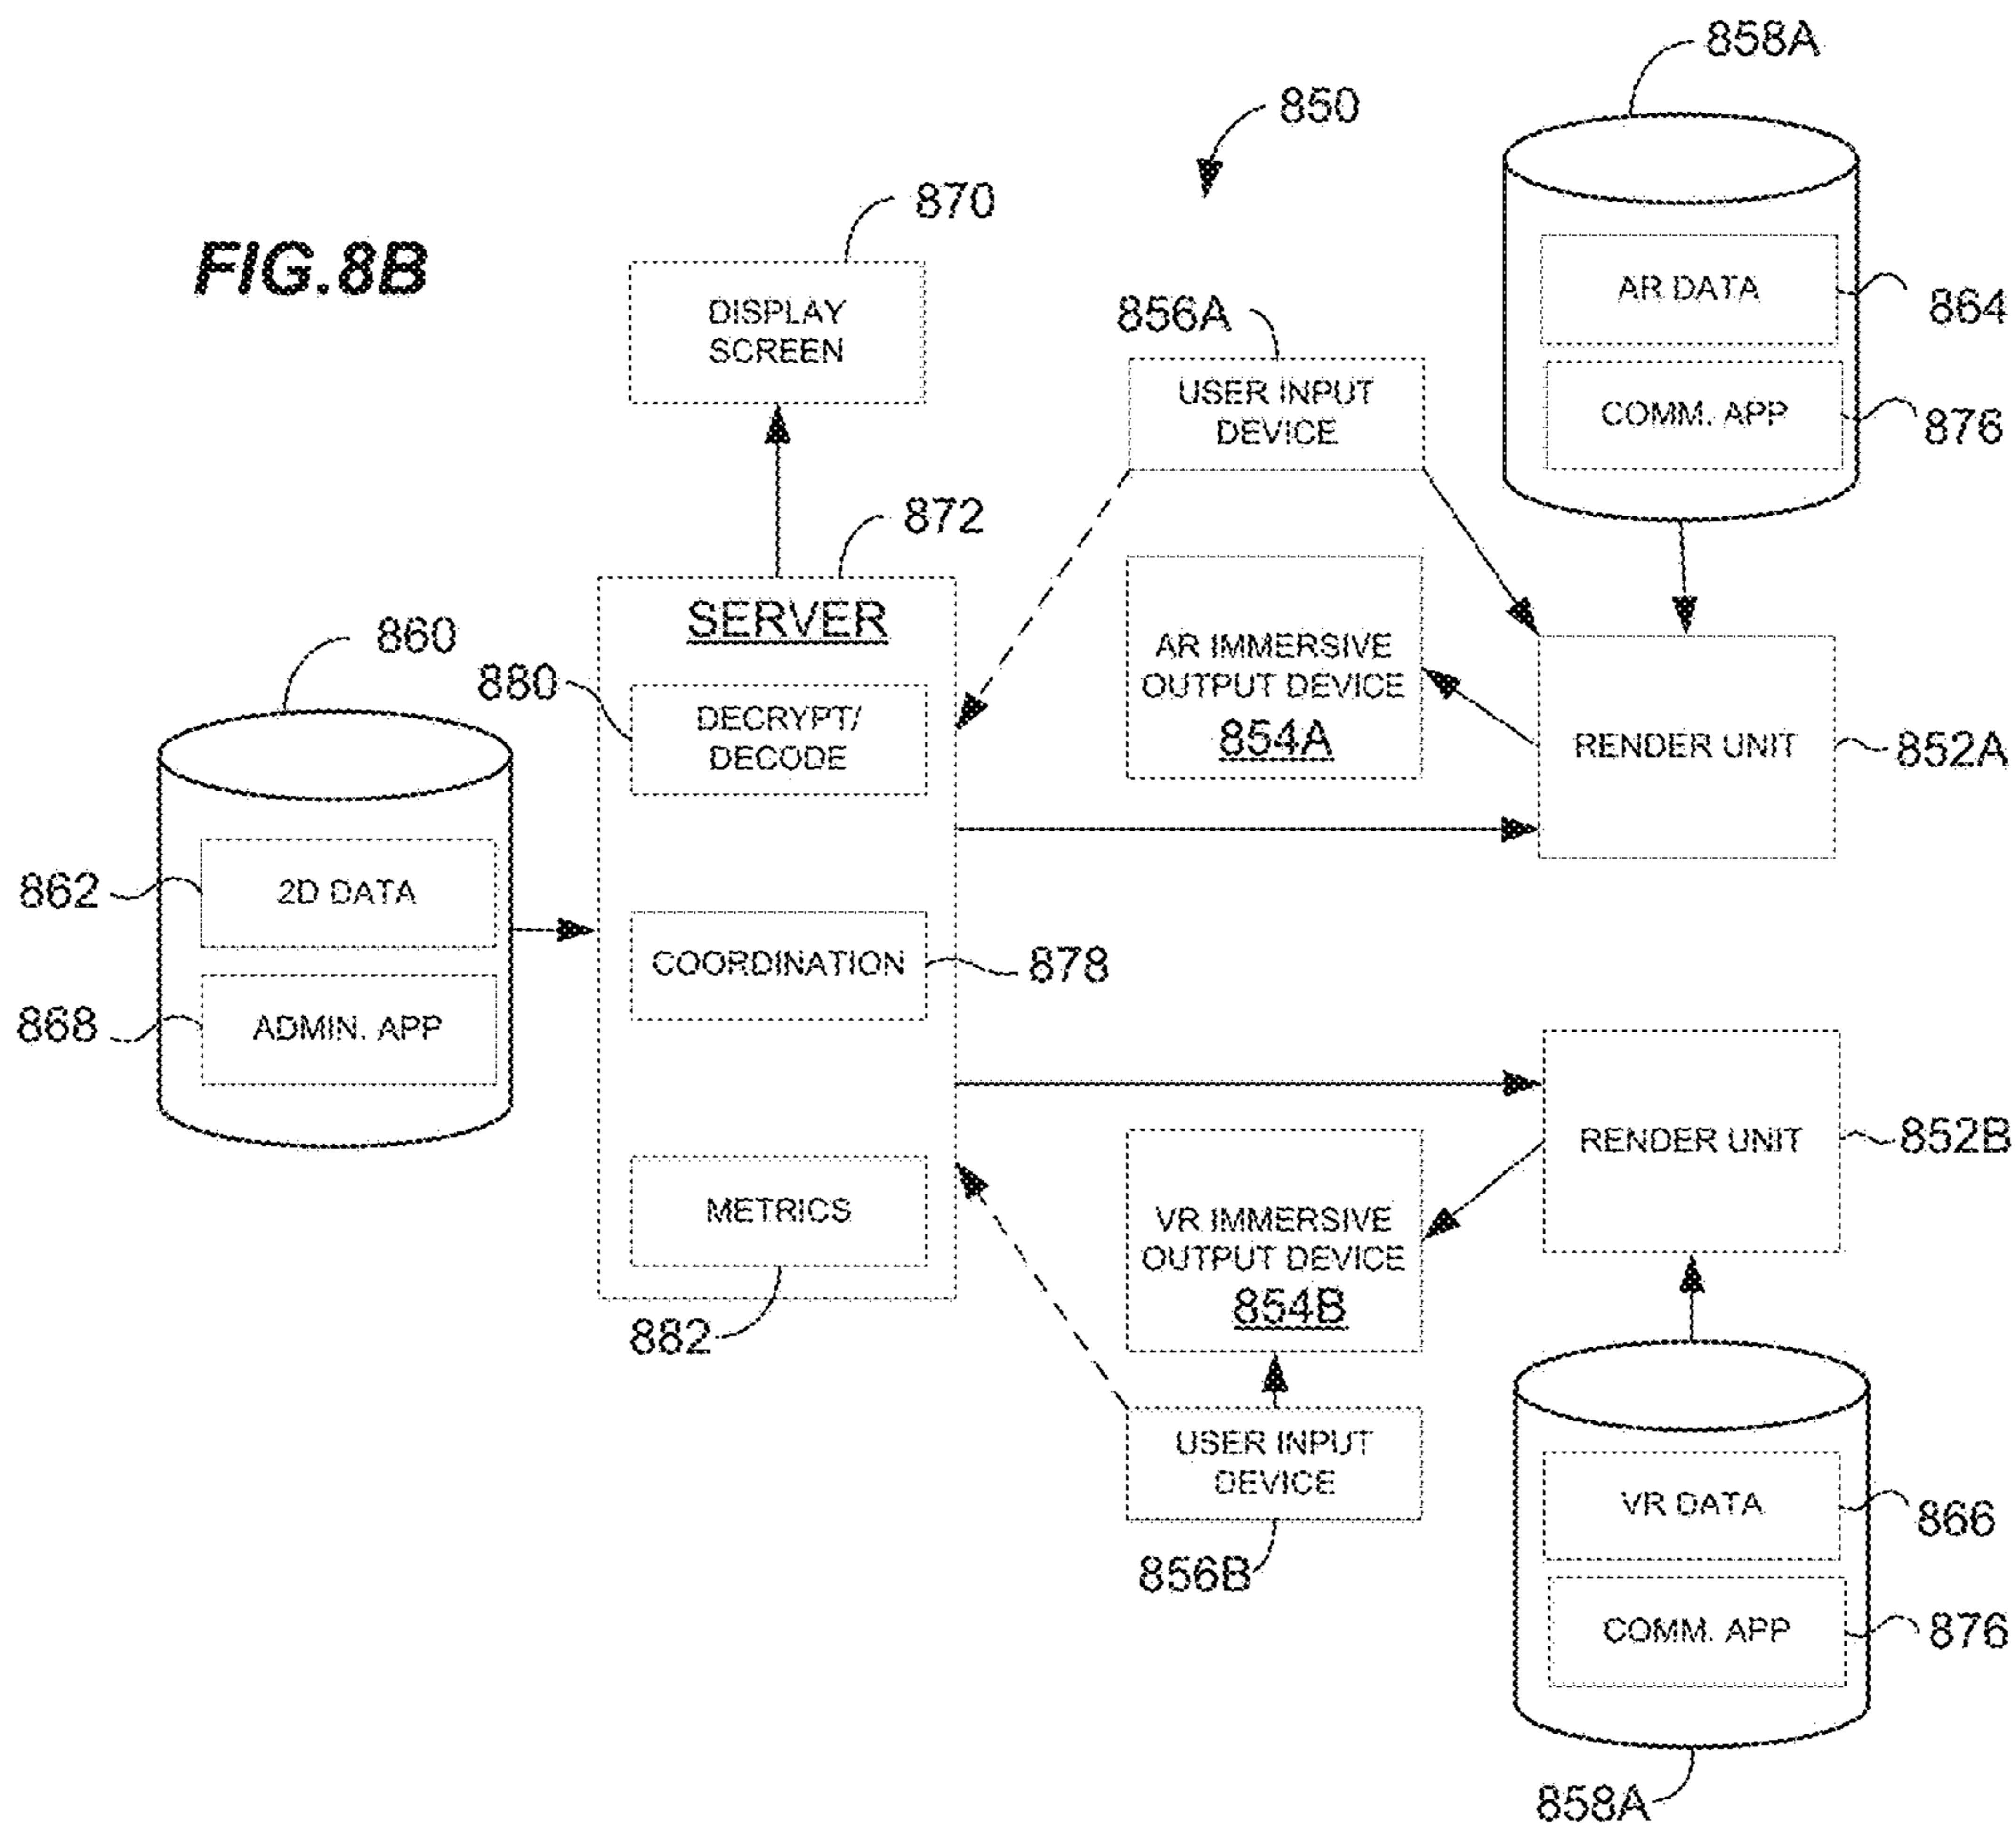 858A
850
870
FIG.8B
DISPLAY
SCREEN
856A
USER INPUT
DEVICE
AR DATA
864
COMM. APP
876
872
SERVER
860
880
DECRYPT/
DECODE
AR IMMERSIVE
OUTPUT DEVICE
854A
RENDER UNIT
852A
862
2D DATA
COORDINATION
878
868
ADMIN. APP
RENDER UNIT
852B
METRICS
882
VR IMMERSIVE
OUTPUT DEVICE
854B
USER INPUT
DEVICE
856B
VR DATA
866
COMM. APP
876
858A